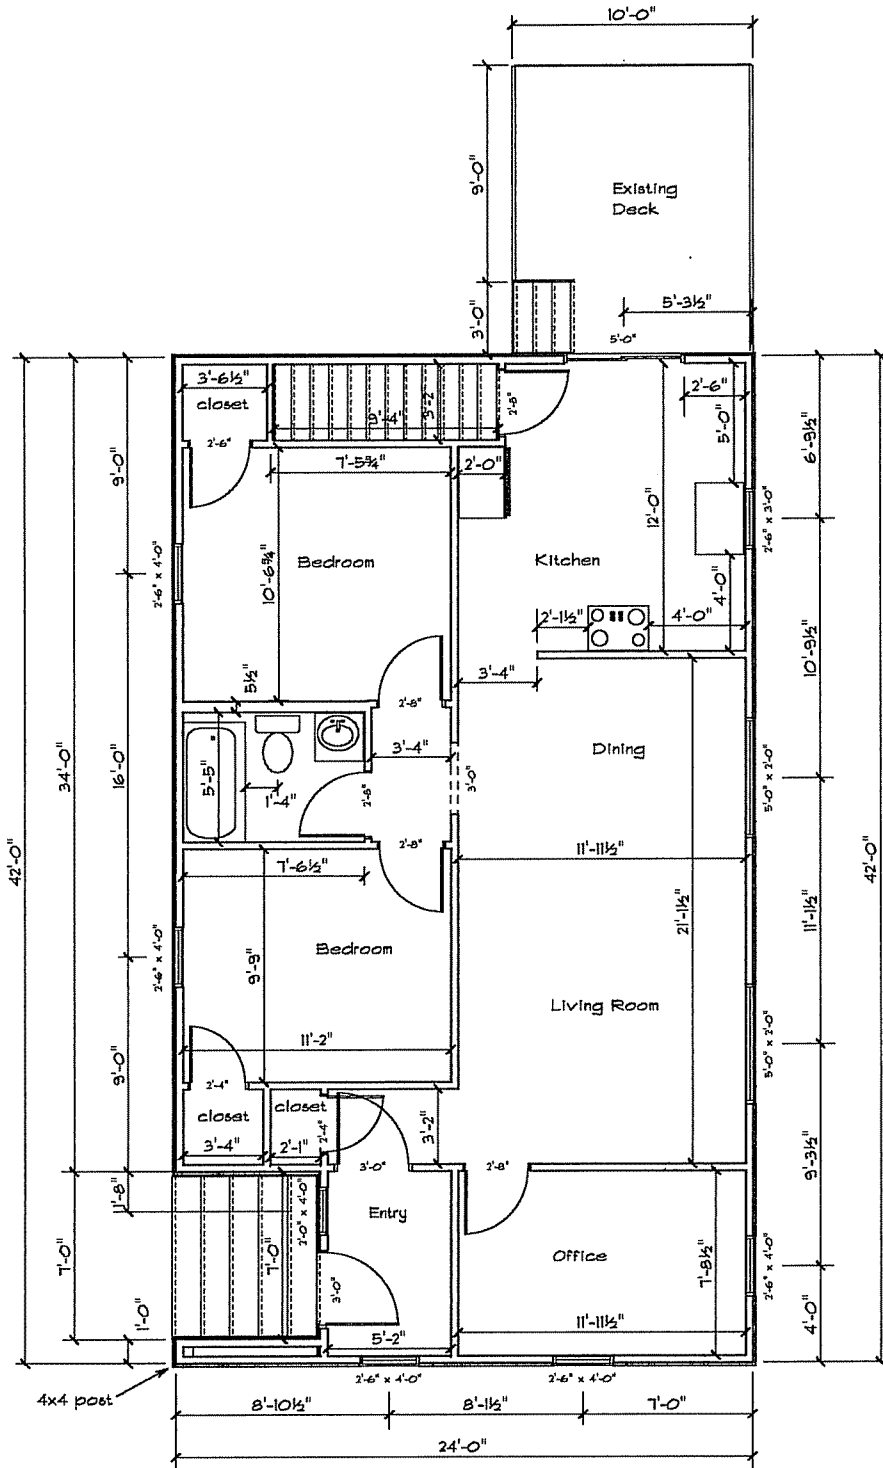 10'-0"
9'-0"
Existing
Deck
3'-0"
5'-3½"
5'-0"
3'-6½"
closet
9'-4"
3'-2"
2'-8"
2'-6"
5'-0"
6'-9½"
2'-6"
7'-5¾"
2'-0"
9'-0"
12'-0"
2'-6" x 3'-0"
2'-6" x 4'-0"
10'-6¾"
Bedroom
Kitchen
4'-0"
2'-1½"
4'-0"
10'-9½"
3'-4"
5½"
2'-8"
34'-0"
16'-0"
5'-5"
1'-4"
3'-4"
2'-8"
3'-0"
Dining
5'-0" x 2'-0"
2'-8"
42'-0"
42'-0"
7'-6½"
11'-11½"
21'-1½"
11'-1½"
2'-6" x 4'-0"
9'-9"
Bedroom
Living Room
11'-2"
5'-0" x 2'-0"
9'-0"
2'-4"
closet
closet
2'-4"
3'-2"
3'-4"
2'-1"
3'-0"
2'-8"
9'-3½"
1'-8"
2'-0" x 4'-0"
Entry
7'-0"
7'-0"
Office
7'-8½"
2'-6" x 4'-0"
3'-0"
1'-0"
5'-2"
11'-11½"
4'-0"
4x4 post
2'-6" x 4'-0"
2'-6" x 4'-0"
8'-10½"
8'-1½"
7'-0"
24'-0"